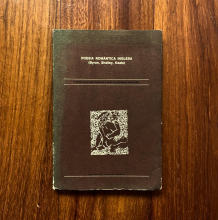 POESIA ROMÁNTICA INGLESA
(Byron, Shelley, Keats)